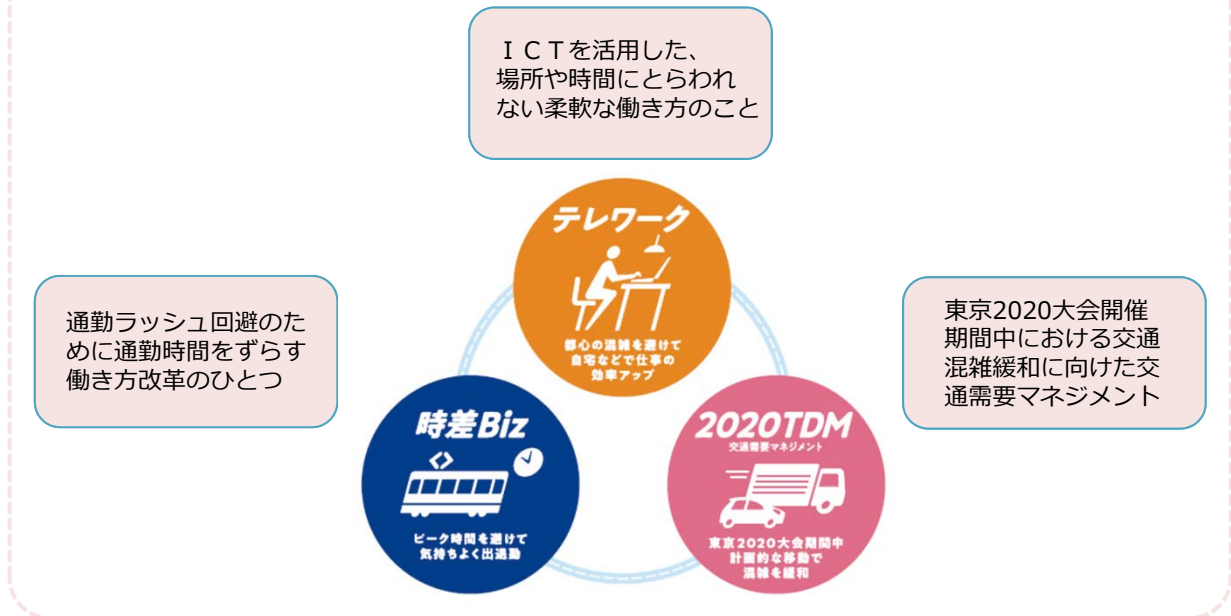 ＩＣＴを活用した、
場所や時間にとらわれ
ない柔軟な働き方のこと
テレワーク
都心の混雑を避けて
自宅などで仕事の
効率アップ
通勤ラッシュ回避のた
めに通勤時間をずらす
働き方改革のひとつ
東京2020大会開催
期間中における交通
混雑緩和に向けた交
通需要マネジメント
時差Biz
ピーク時間を避けて
気持ちよく出退勤
2020TDM
交通需要マネジメント
東京2020大会期間中
計画的な移動で
混雑を緩和